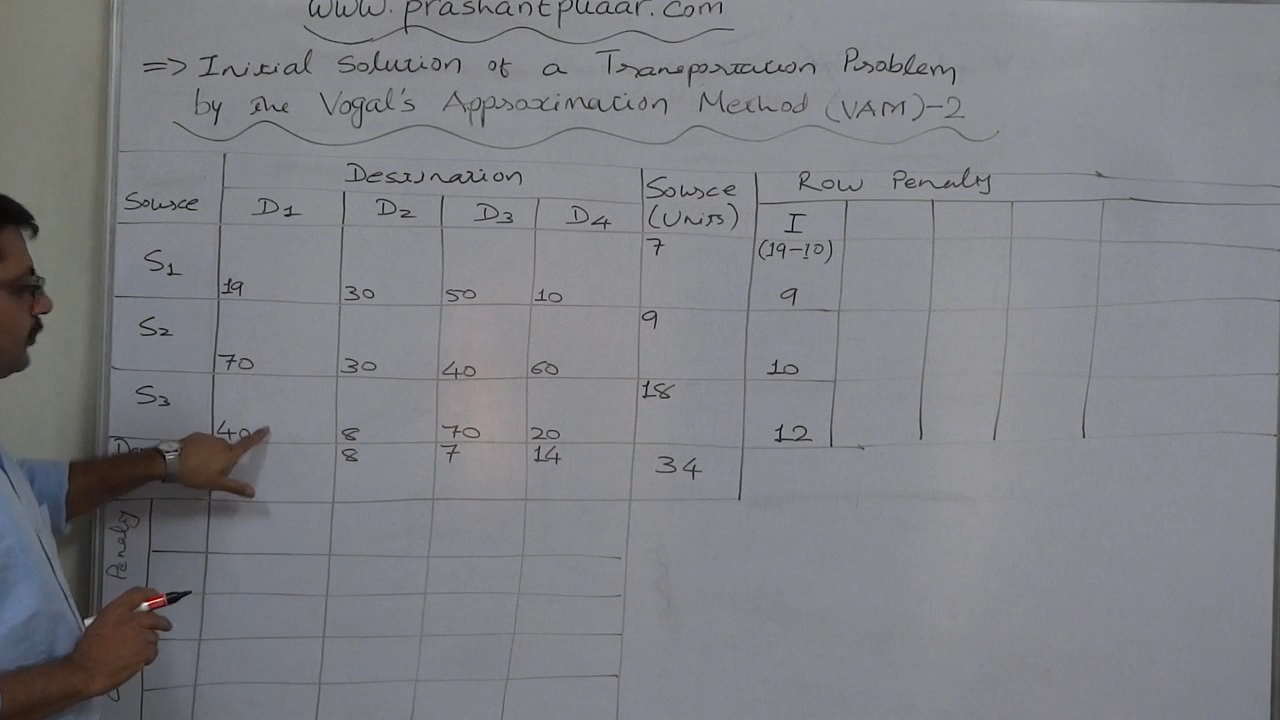 www.prashantpuaar.com
=> Initial Solution of a Transportation Problem
by the Vogal's Approximation Method (VAM)-2
Source Destination Source (Units) Row Penalty
D1 D2 D3 D4 I
S1 19 30 50 10 7 (19-10) 9
S2 70 30 40 60 9 10
S3 40 8 70 20 18 12
8 7 14 34
Penalty